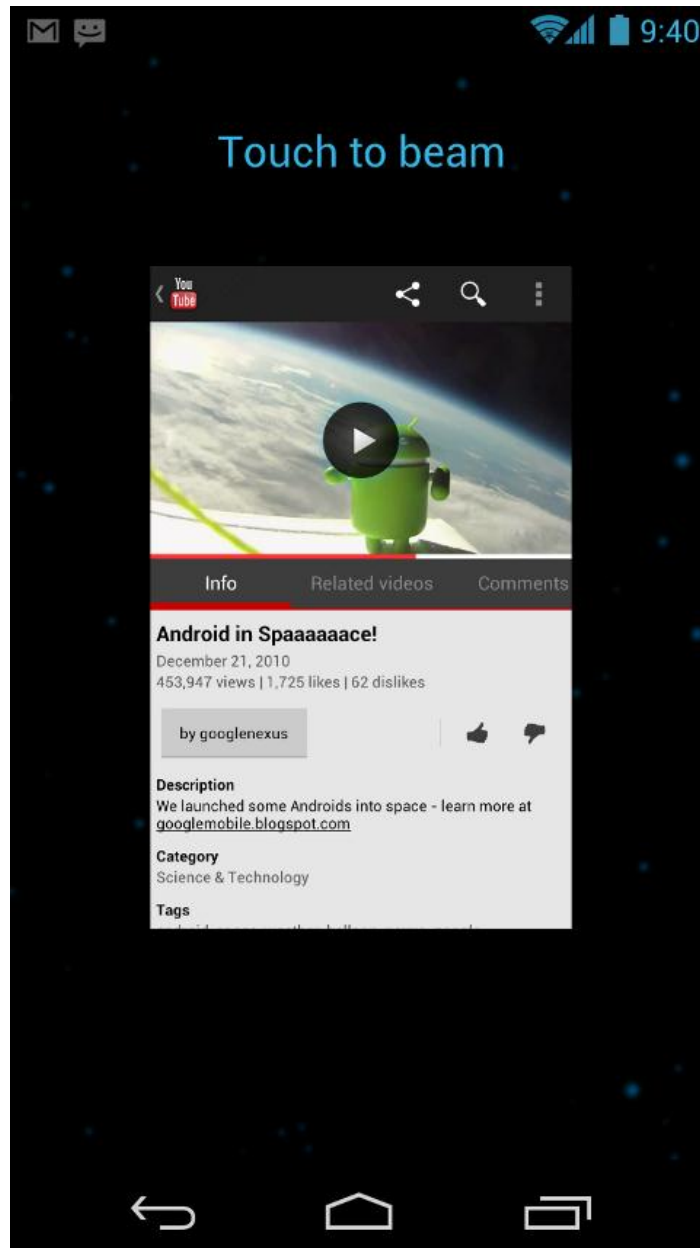 9:40
Touch to beam
You
Tube
Info Related videos Comments
Android in Spaaaaaace!
December 21, 2010
453,947 views | 1,725 likes | 62 dislikes
by googlenexus
Description
We launched some Androids into space - learn more at
googlemobile.blogspot.com
Category
Science & Technology
Tags